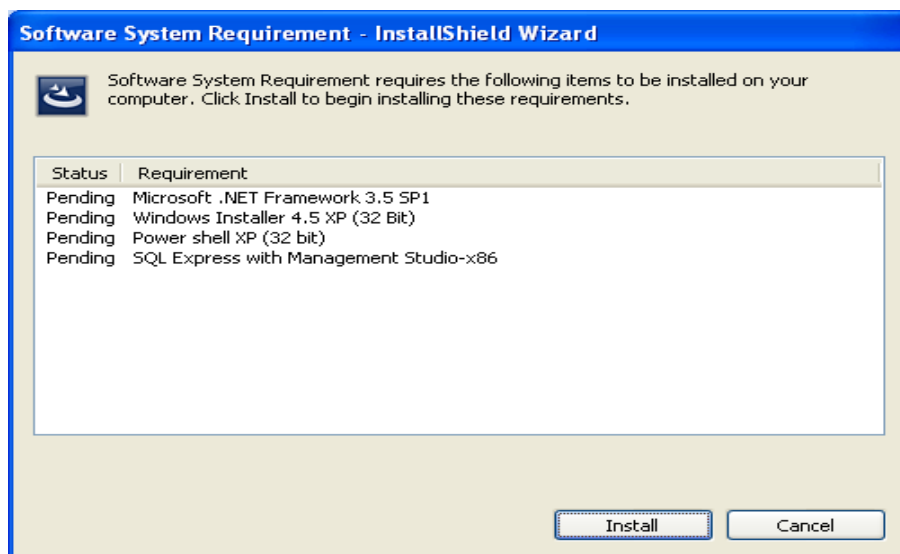 Software System Requirement - InstallShield Wizard
Software System Requirement requires the following items to be installed on your
computer. Click Install to begin installing these requirements.
Status Requirement
Pending Microsoft .NET Framework 3.5 SP1
Pending Windows Installer 4.5 XP (32 Bit)
Pending Power shell XP (32 bit)
Pending SQL Express with Management Studio-x86
Install Cancel